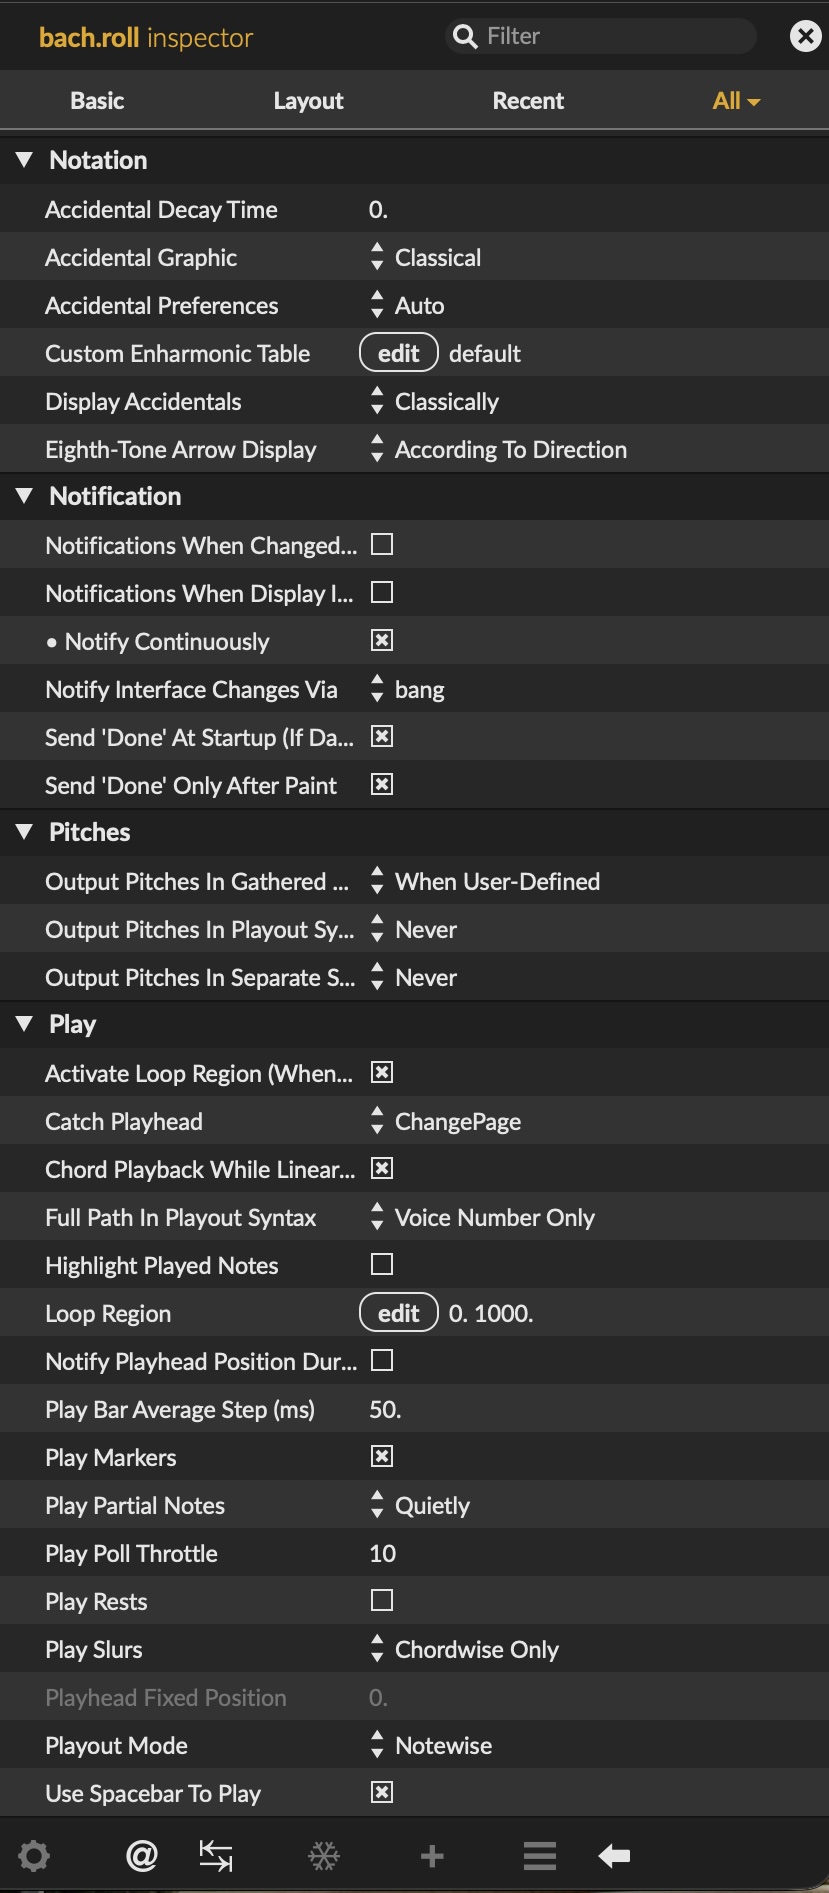 bach.roll inspector Filter
Basic Layout Recent All
Notation
Accidental Decay Time 0.
Accidental Graphic Classical
Accidental Preferences Auto
Custom Enharmonic Table edit default
Display Accidentals Classically
Eighth-Tone Arrow Display According To Direction
Notification
Notifications When Changed...
Notifications When Display I...
• Notify Continuously
Notify Interface Changes Via bang
Send 'Done' At Startup (If Da...
Send 'Done' Only After Paint
Pitches
Output Pitches In Gathered ... When User-Defined
Output Pitches In Playout Sy... Never
Output Pitches In Separate S... Never
Play
Activate Loop Region (When...
Catch Playhead ChangePage
Chord Playback While Linear...
Full Path In Playout Syntax Voice Number Only
Highlight Played Notes
Loop Region edit 0. 1000.
Notify Playhead Position Dur...
Play Bar Average Step (ms) 50.
Play Markers
Play Partial Notes Quietly
Play Poll Throttle 10
Play Rests
Play Slurs Chordwise Only
Playhead Fixed Position 0.
Playout Mode Notewise
Use Spacebar To Play
@